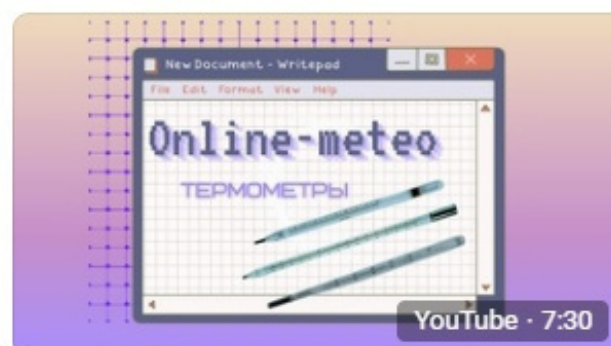 New Document - Writepad
File Edit Format View Help
Online-meteo
ТЕРМОМЕТРЫ
YouTube · 7:30